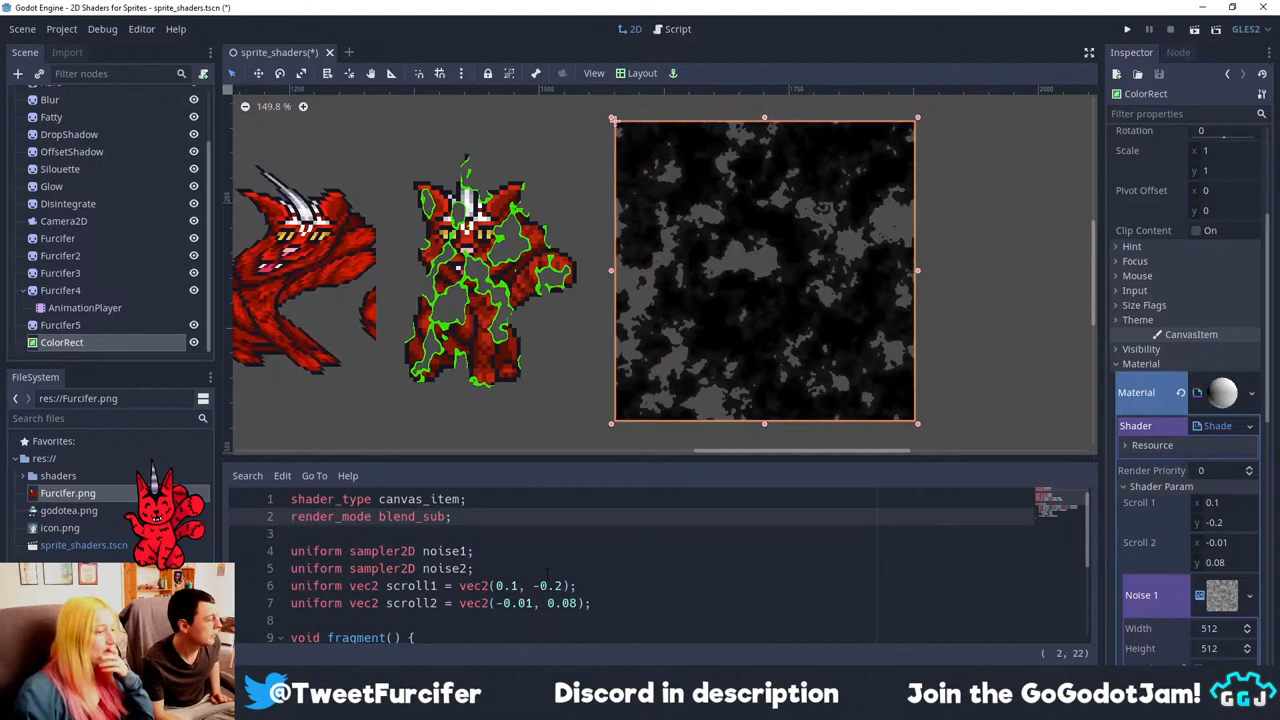 Godot Engine - 2D Shaders for Sprites - sprite_shaders.tscn (*)
Scene Project Debug Editor Help
2D Script
GLES2
Scene Import
sprite_shaders(*)
Inspector Node
Filter nodes
View Layout
ColorRect
Filter properties
149.8 %
1250 1500 1750 2000
250
500
Blur
Fatty
DropShadow
OffsetShadow
Silouette
Glow
DisIntegrate
Camera2D
Furcifer
Furcifer2
Furcifer3
Furcifer4
AnimationPlayer
Furcifer5
ColorRect
FileSystem
res://Furcifer.png
Search files
Favorites:
res://
shaders
Furcifer.png
godotea.png
icon.png
sprite_shaders.tscn
Rotation 0
Scale x 1
y 1
Pivot Offset x 0
y 0
Clip Content On
Hint
Focus
Mouse
Input
Size Flags
Theme
CanvasItem
Visibility
Material
Material
Shader Shade
Resource
Render Priority 0
Shader Param
Scroll 1 x 0.1
y -0.2
Scroll 2 x -0.01
y 0.08
Noise 1
Width 512
Height 512
Search Edit Go To Help
1 shader_type canvas_item;
2 render_mode blend_sub;
3
4 uniform sampler2D noise1;
5 uniform sampler2D noise2;
6 uniform vec2 scroll1 = vec2(0.1, -0.2);
7 uniform vec2 scroll2 = vec2(-0.01, 0.08);
8
9 void fragment() {
( 2, 22)
@TweetFurcifer
Discord in description
Join the GoGodotJam!
GGJ